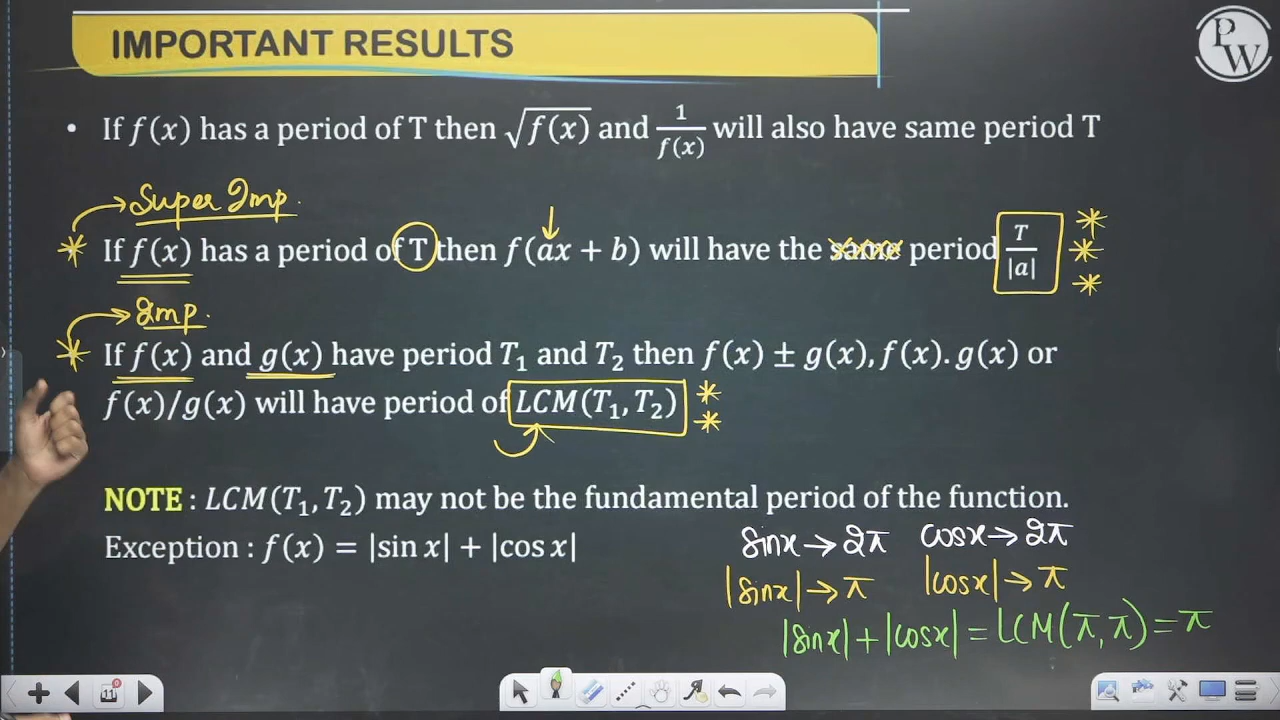 IMPORTANT RESULTS
PW
• If f(x) has a period of T then √f(x) and 1/f(x) will also have same period T
Super Imp.
* If f(x) has a period of T then f(ax + b) will have the same period T/|a| * * *
Imp.
* If f(x) and g(x) have period T₁ and T₂ then f(x) ± g(x), f(x). g(x) or
f(x)/g(x) will have period of LCM(T₁, T₂) * *
NOTE : LCM(T₁, T₂) may not be the fundamental period of the function.
Exception : f(x) = |sin x| + |cos x|
sinx → 2π cosx → 2π
|sinx| → π |cosx| → π
|sinx| + |cosx| = LCM(π, π) = π
11